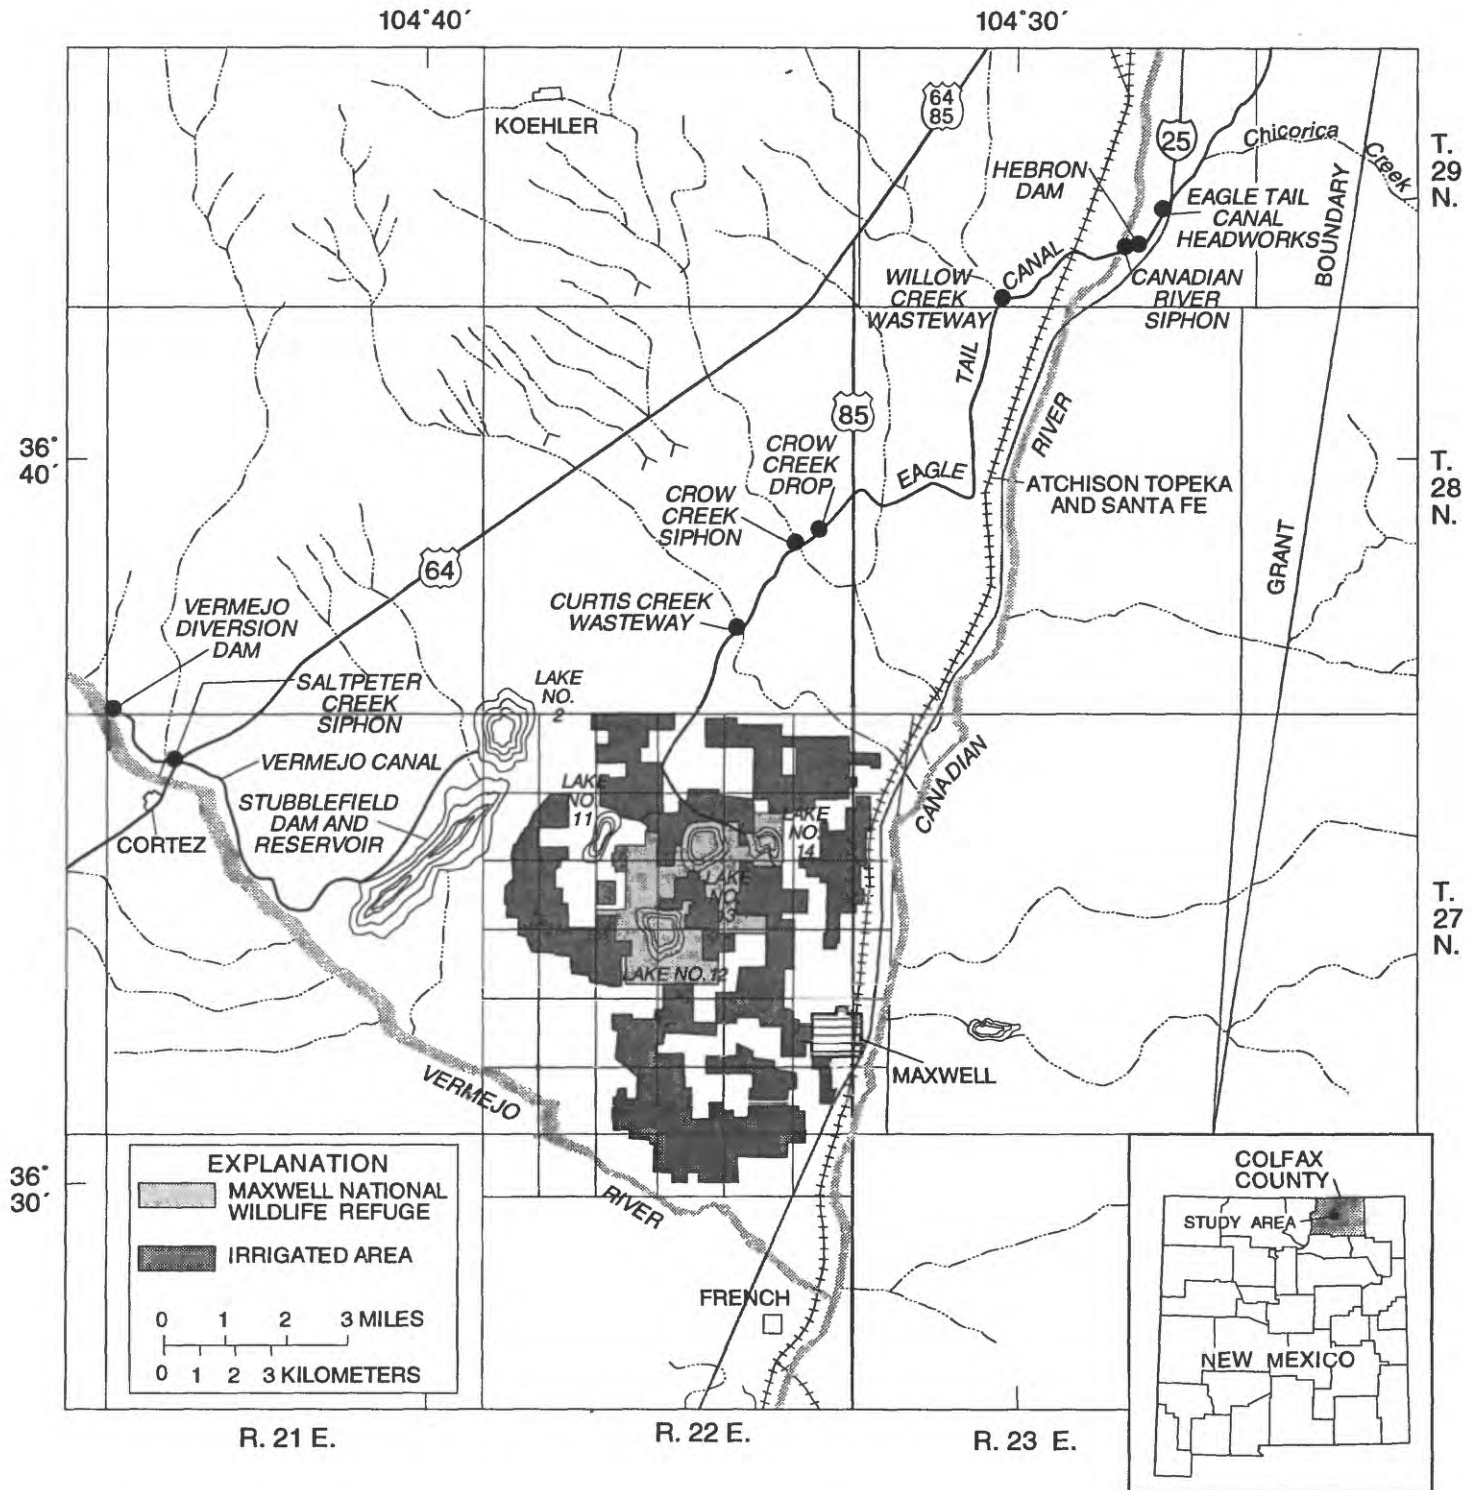 104°40′
104°30′
KOEHLER
64
85
25
Chicorica
Creek
T.
29
N.
HEBRON
DAM
EAGLE TAIL
CANAL
HEADWORKS
BOUNDARY
WILLOW
CREEK
WASTEWAY
CANAL
CANADIAN
RIVER
SIPHON
TAIL
85
RIVER
36°
40′
CROW
CREEK
DROP
EAGLE
T.
28
N.
CROW
CREEK
SIPHON
ATCHISON TOPEKA
AND SANTA FE
64
GRANT
VERMEJO
DIVERSION
DAM
CURTIS CREEK
WASTEWAY
SALTPETER
CREEK
SIPHON
LAKE
NO.
2
VERMEJO CANAL
CANADIAN
STUBBLEFIELD
DAM AND
RESERVOIR
LAKE
NO.
11
LAKE
NO.
14
CORTEZ
LAKE
NO.
13
T.
27
N.
LAKE NO. 12
MAXWELL
VERMEJO
RIVER
36°
30′
EXPLANATION
MAXWELL NATIONAL
WILDLIFE REFUGE
IRRIGATED AREA
0 1 2 3 MILES
0 1 2 3 KILOMETERS
FRENCH
COLFAX
COUNTY
STUDY AREA
NEW MEXICO
R. 21 E.
R. 22 E.
R. 23 E.